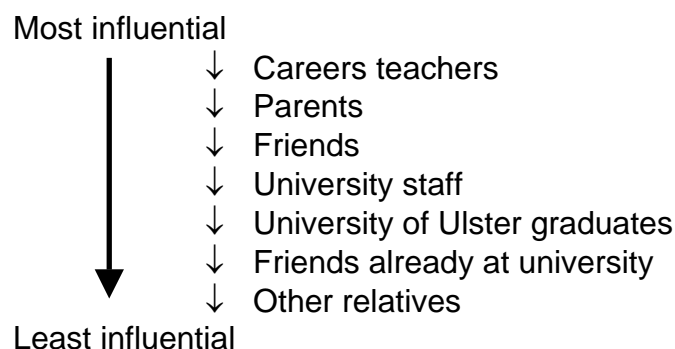 Most influential
↓ Careers teachers
↓ Parents
↓ Friends
↓ University staff
↓ University of Ulster graduates
↓ Friends already at university
↓ Other relatives
Least influential